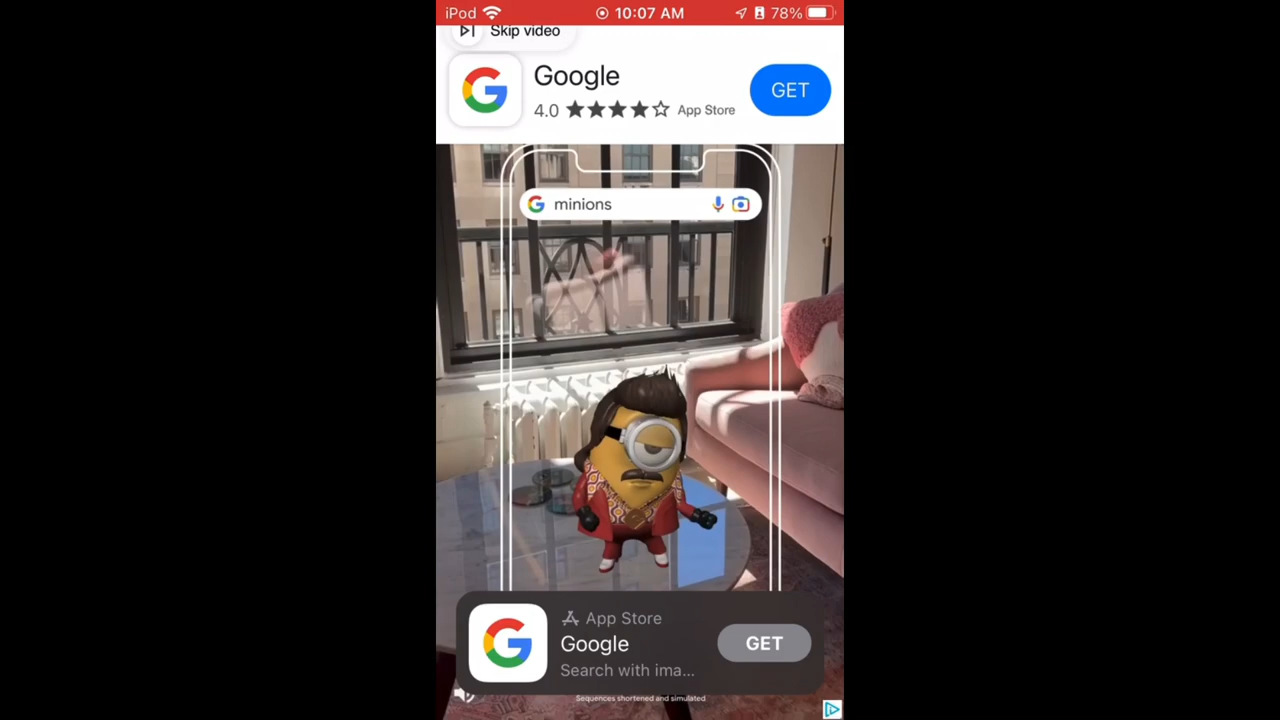 iPod 10:07 AM 78%
Skip video
Google
4.0 App Store
GET
minions
App Store
Google
Search with ima...
GET
Sequences shortened and simulated